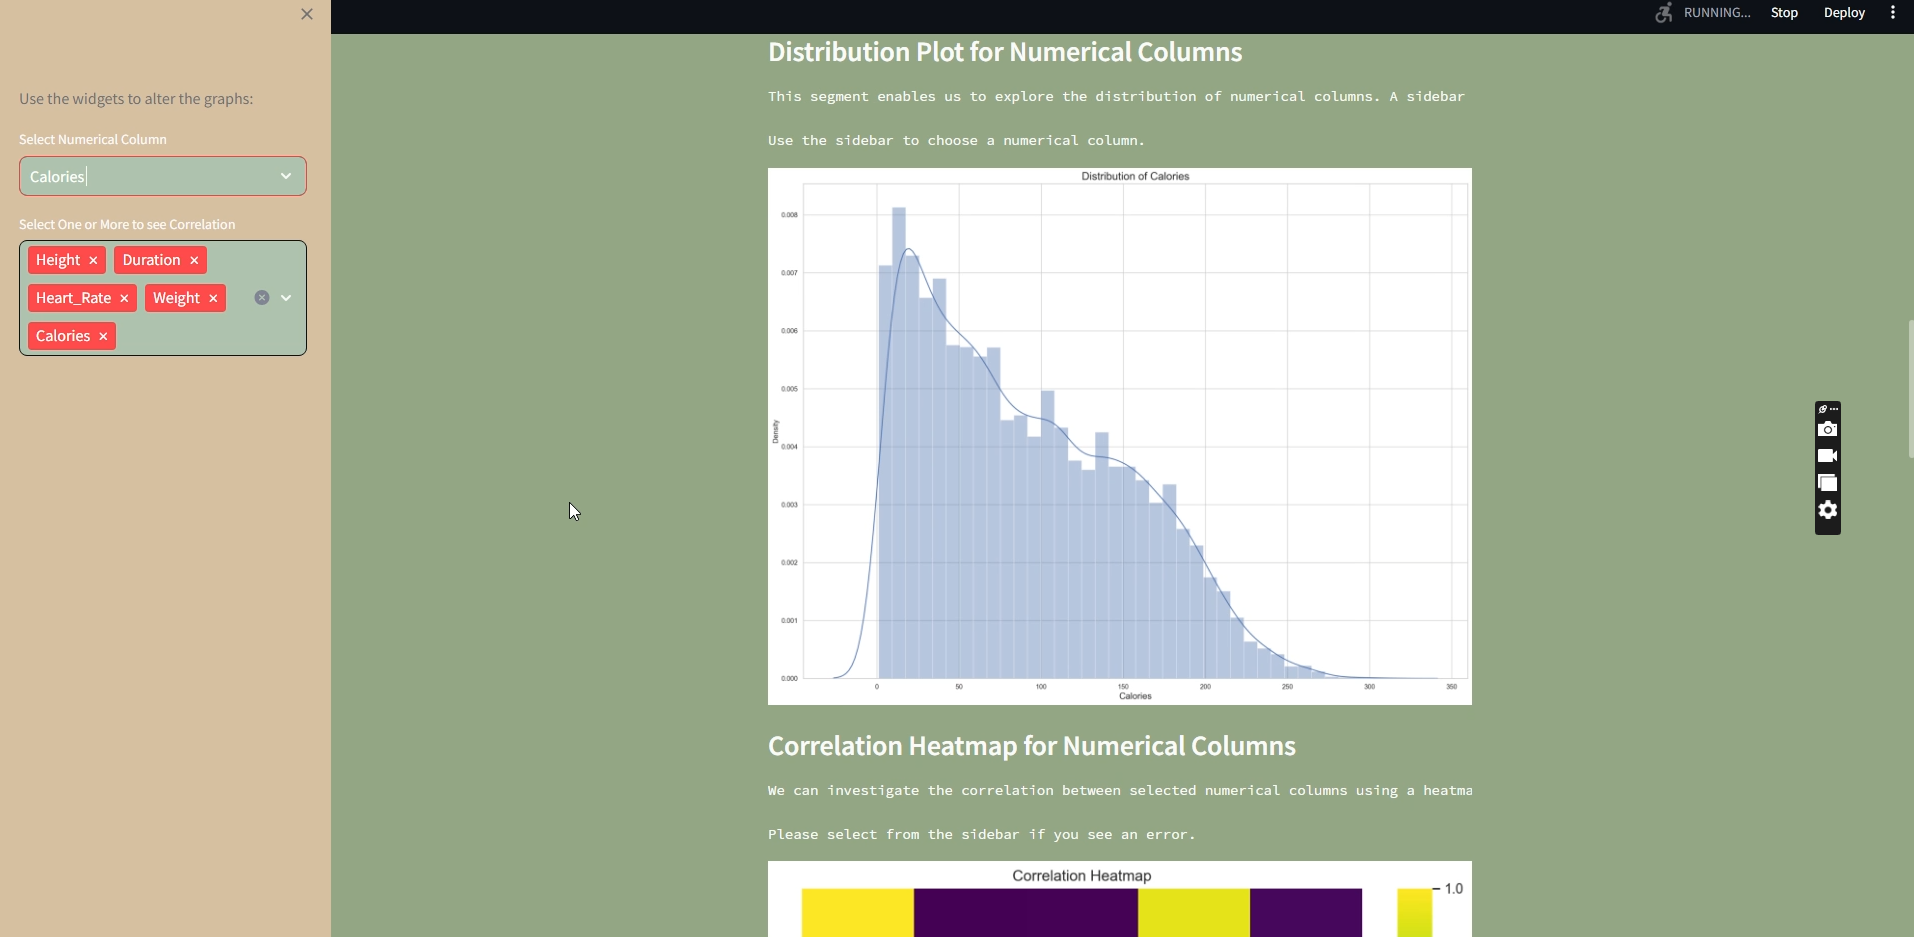 RUNNING...
Stop
Deploy
Use the widgets to alter the graphs:
Select Numerical Column
Calories
Select One or More to see Correlation
Height
Duration
Heart_Rate
Weight
Calories
Distribution Plot for Numerical Columns
This segment enables us to explore the distribution of numerical columns. A sidebar
Use the sidebar to choose a numerical column.
Distribution of Calories
0.008
0.007
0.006
0.005
0.004
0.003
0.002
0.001
0.000
Density
0 50 100 150 200 250 300 350
Calories
Correlation Heatmap for Numerical Columns
We can investigate the correlation between selected numerical columns using a heatma
Please select from the sidebar if you see an error.
Correlation Heatmap
1.0